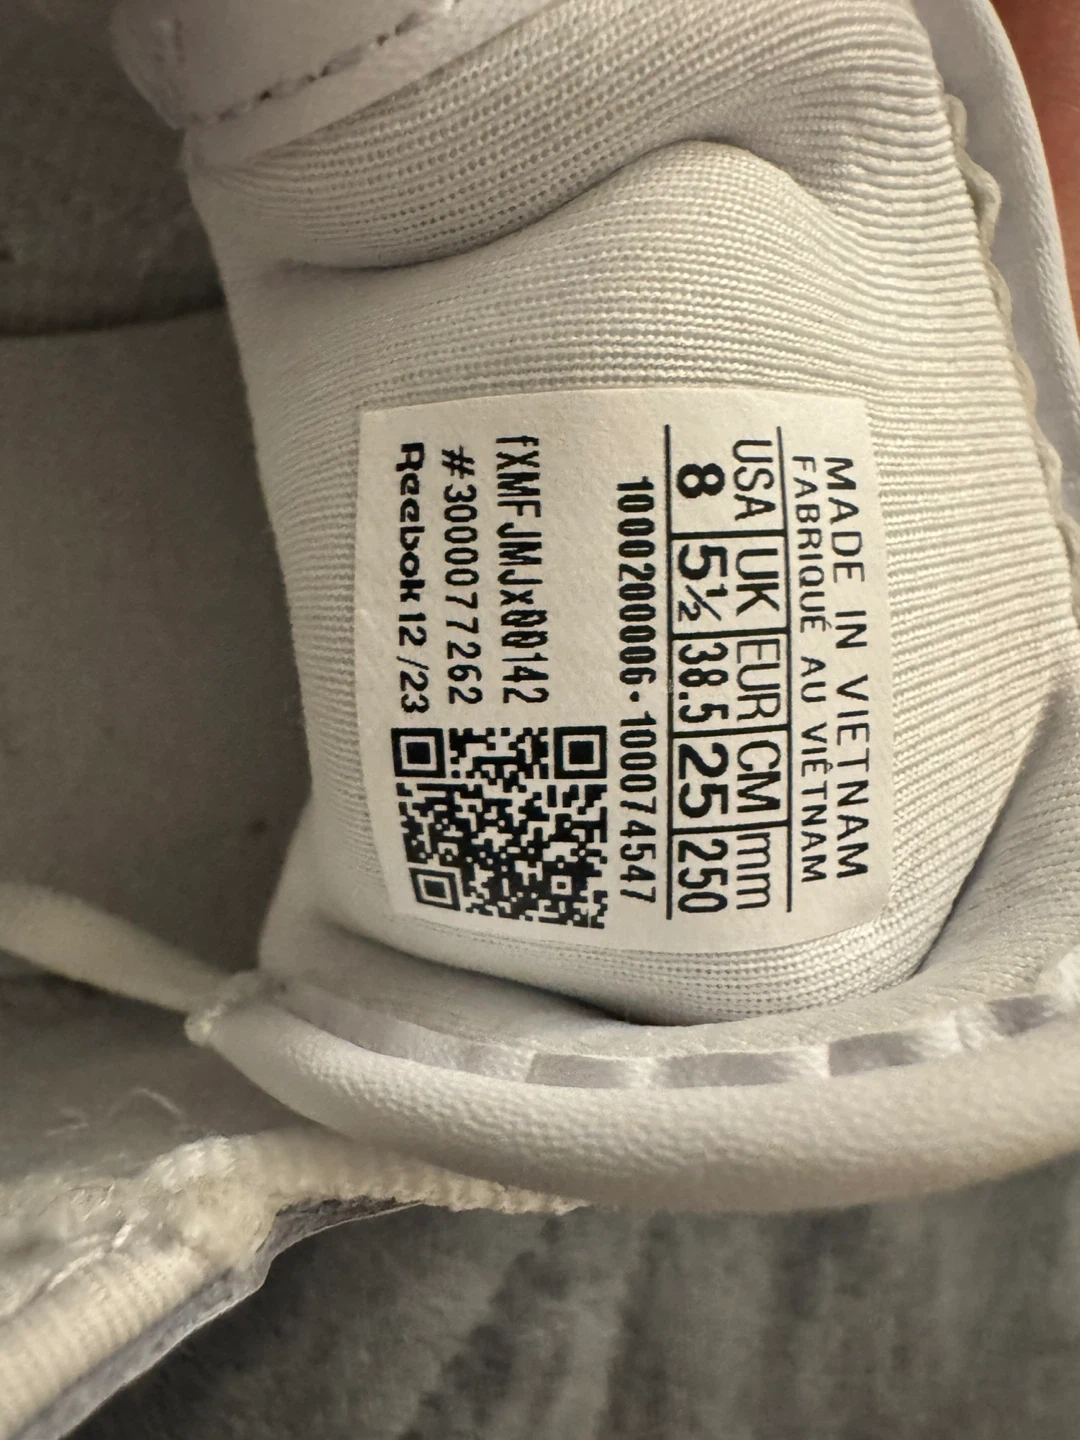 MADE IN VIETNAM
FABRIQUÉ AU VIÊTNAM
USA UK EUR CM mm
8 5½ 38.5 25 250
1000200006-100074547
fXMFJMJx00142
#3000077262
Reebok 12/23